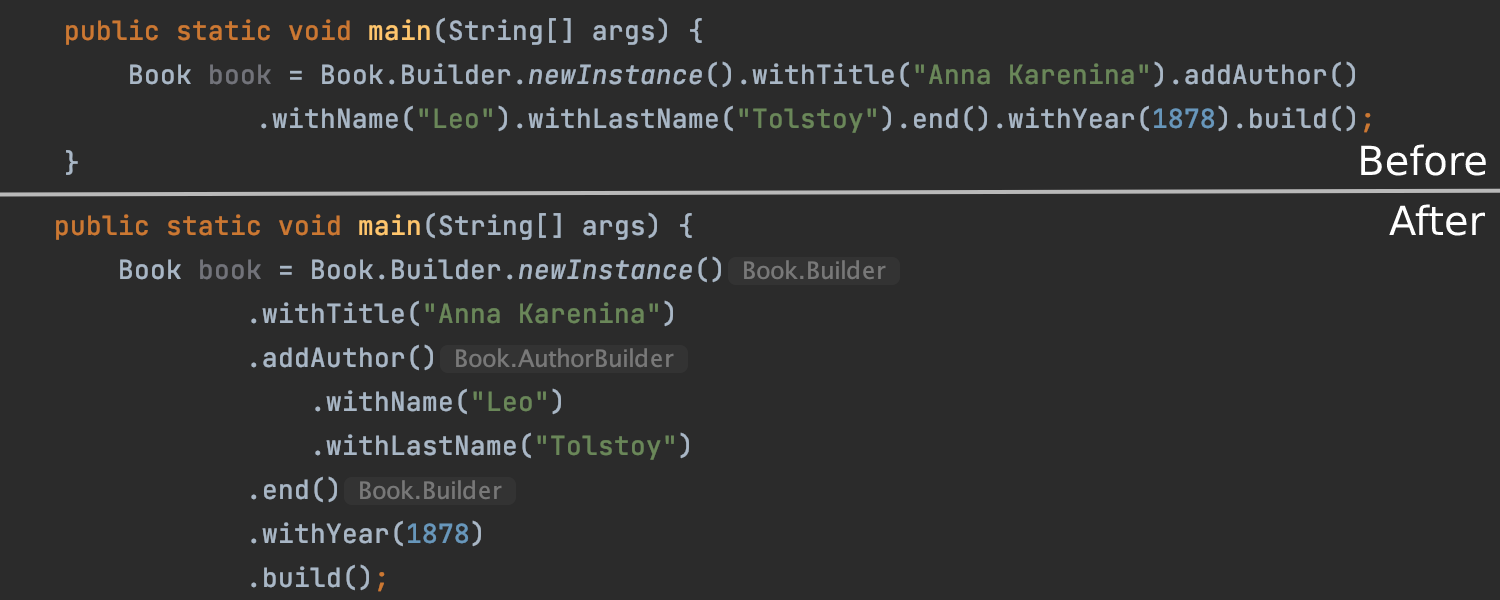 public static void main(String[] args) {
Book book = Book.Builder.newInstance().withTitle("Anna Karenina").addAuthor()
.withName("Leo").withLastName("Tolstoy").end().withYear(1878).build();
}
Before
After
public static void main(String[] args) {
Book book = Book.Builder.newInstance() Book.Builder
.withTitle("Anna Karenina")
.addAuthor() Book.AuthorBuilder
.withName("Leo")
.withLastName("Tolstoy")
.end() Book.Builder
.withYear(1878)
.build();